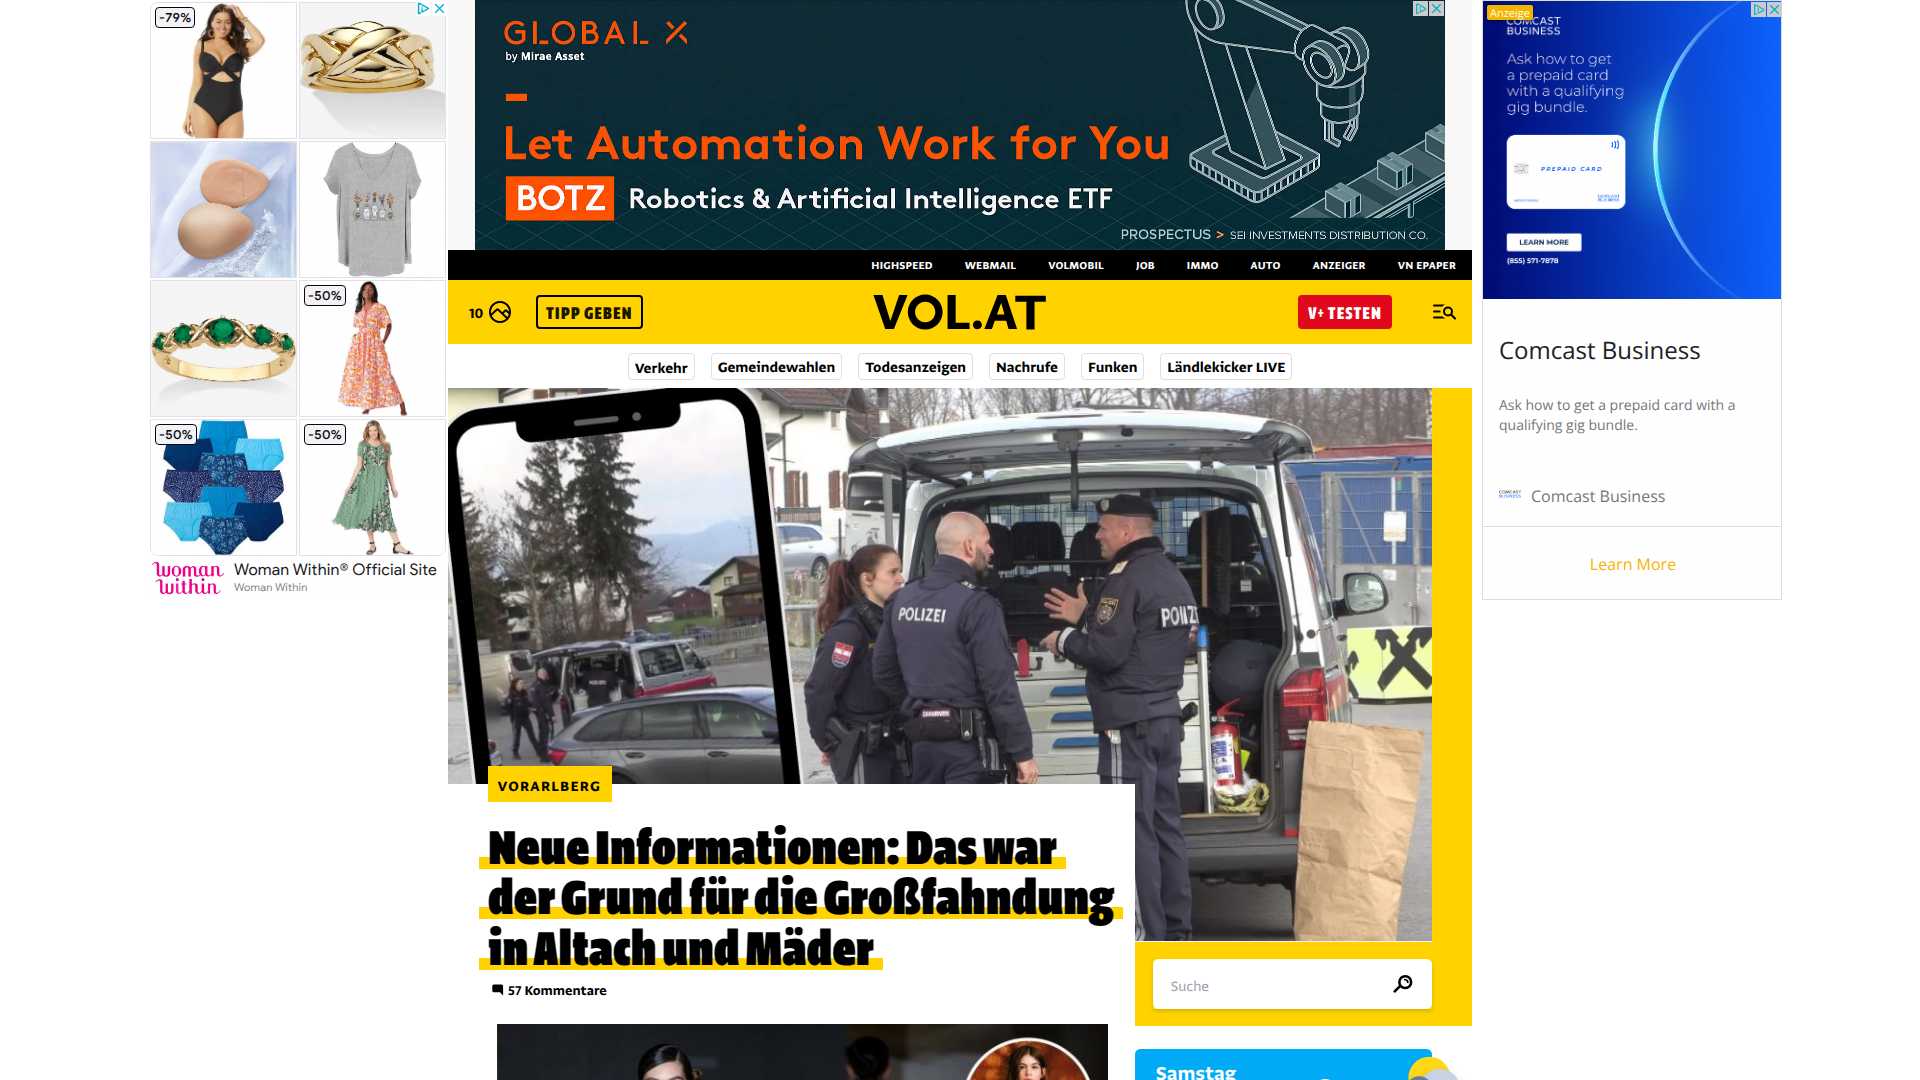 -79%
-50%
-50%
-50%
woman
within
Woman Within® Official Site
Woman Within
GLOBAL X
by Mirae Asset
Let Automation Work for You
BOTZ Robotics & Artificial Intelligence ETF
PROSPECTUS > SEI INVESTMENTS DISTRIBUTION CO.
Anzeige
COMCAST
BUSINESS
Ask how to get
a prepaid card
with a qualifying
gig bundle.
PREPAID CARD
LEARN MORE
(855) 571-7878
Comcast Business
Ask how to get a prepaid card with a
qualifying gig bundle.
COMCAST
BUSINESS
Comcast Business
Learn More
HIGHSPEED WEBMAIL VOLMOBIL JOB IMMO AUTO ANZEIGER VN EPAPER
10 TIPP GEBEN VOL.AT V+ TESTEN
Verkehr Gemeindewahlen Todesanzeigen Nachrufe Funken Ländlekicker LIVE
POLIZEI
POLIZEI
VORARLBERG
Neue Informationen: Das war
der Grund für die Großfahndung
in Altach und Mäder
57 Kommentare
Suche
Samstag